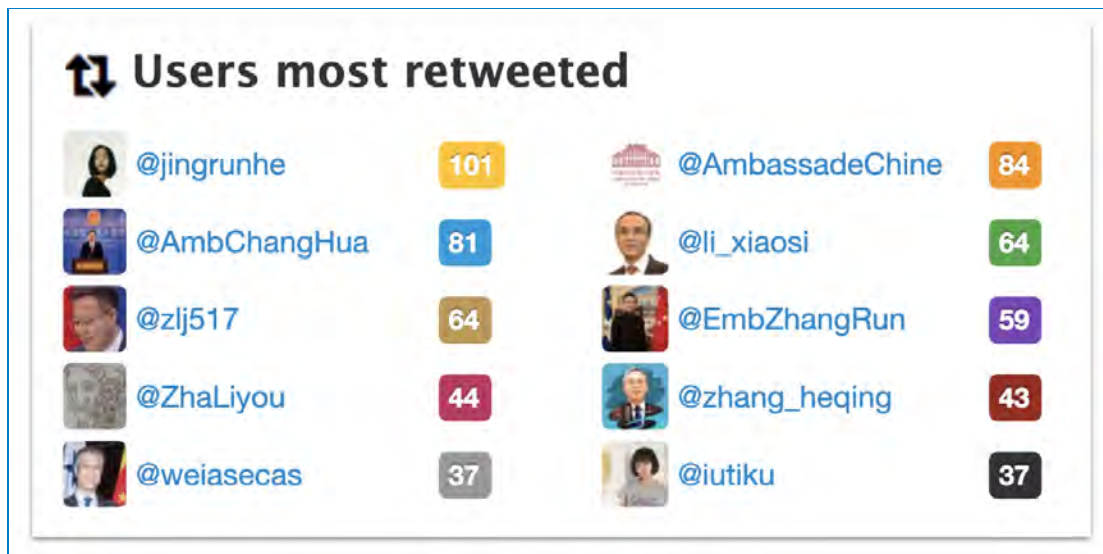 Users most retweeted
@jingrunhe 101 @AmbassadeChine 84
@AmbChangHua 81 @li_xiaosi 64
@zlj517 64 @EmbZhangRun 59
@ZhaLiyou 44 @zhang_heqing 43
@weiasecas 37 @iutiku 37